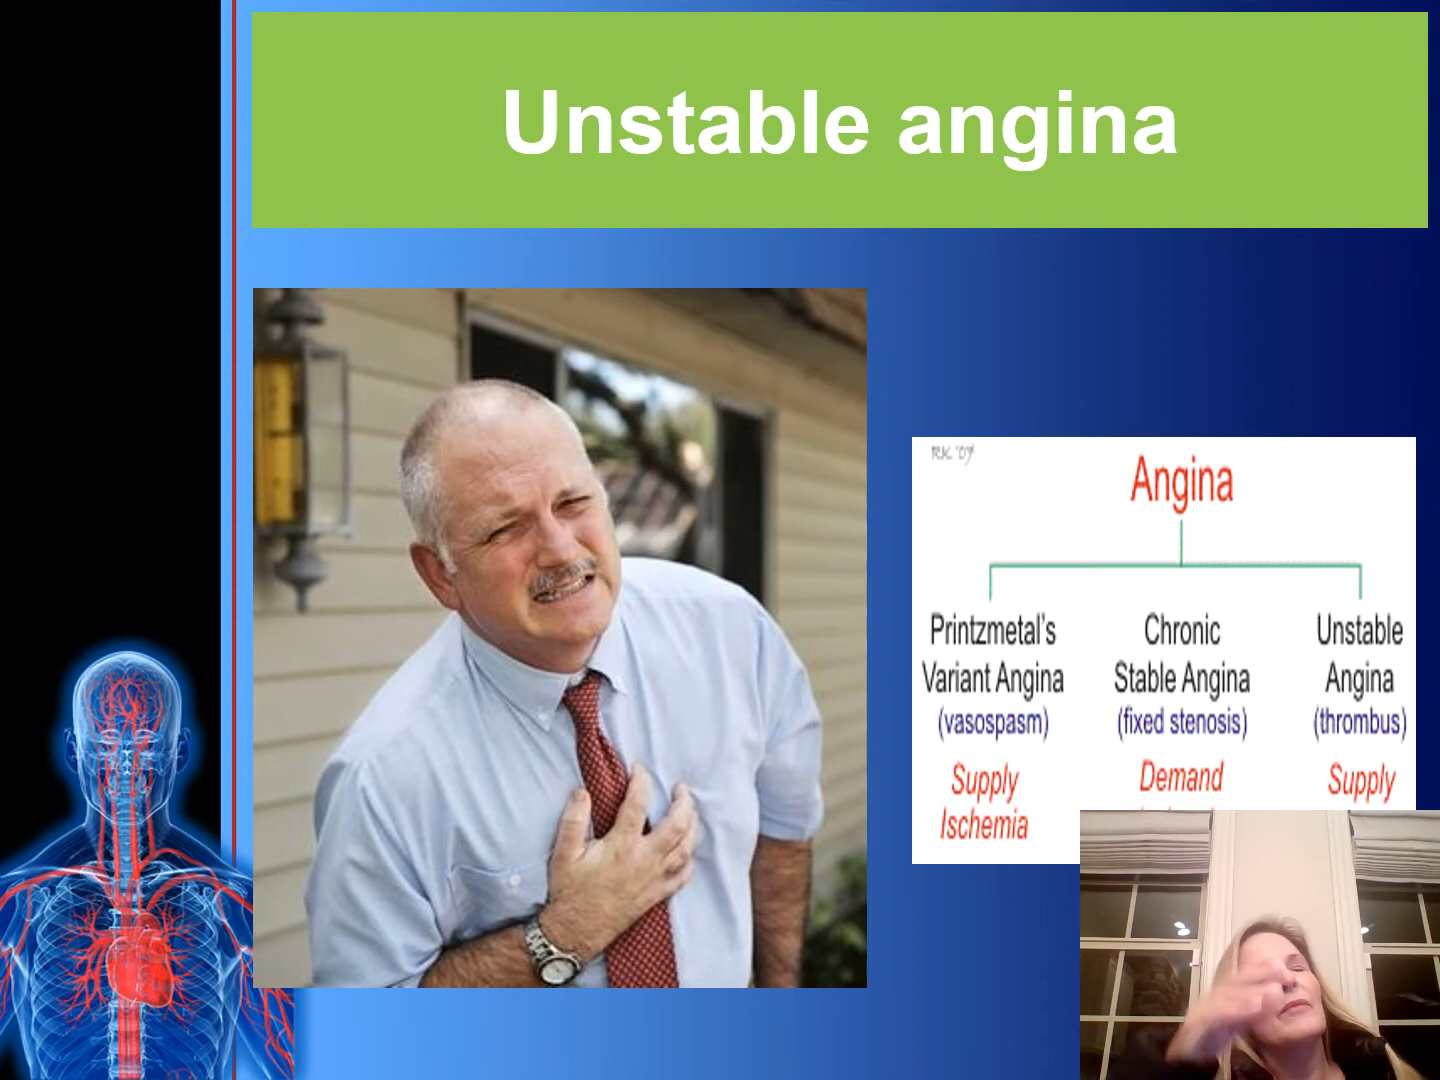 Unstable angina
RK '07
Angina
Printzmetal's
Variant Angina
(vasospasm)
Supply
Ischemia
Chronic
Stable Angina
(fixed stenosis)
Demand
Unstable
Angina
(thrombus)
Supply